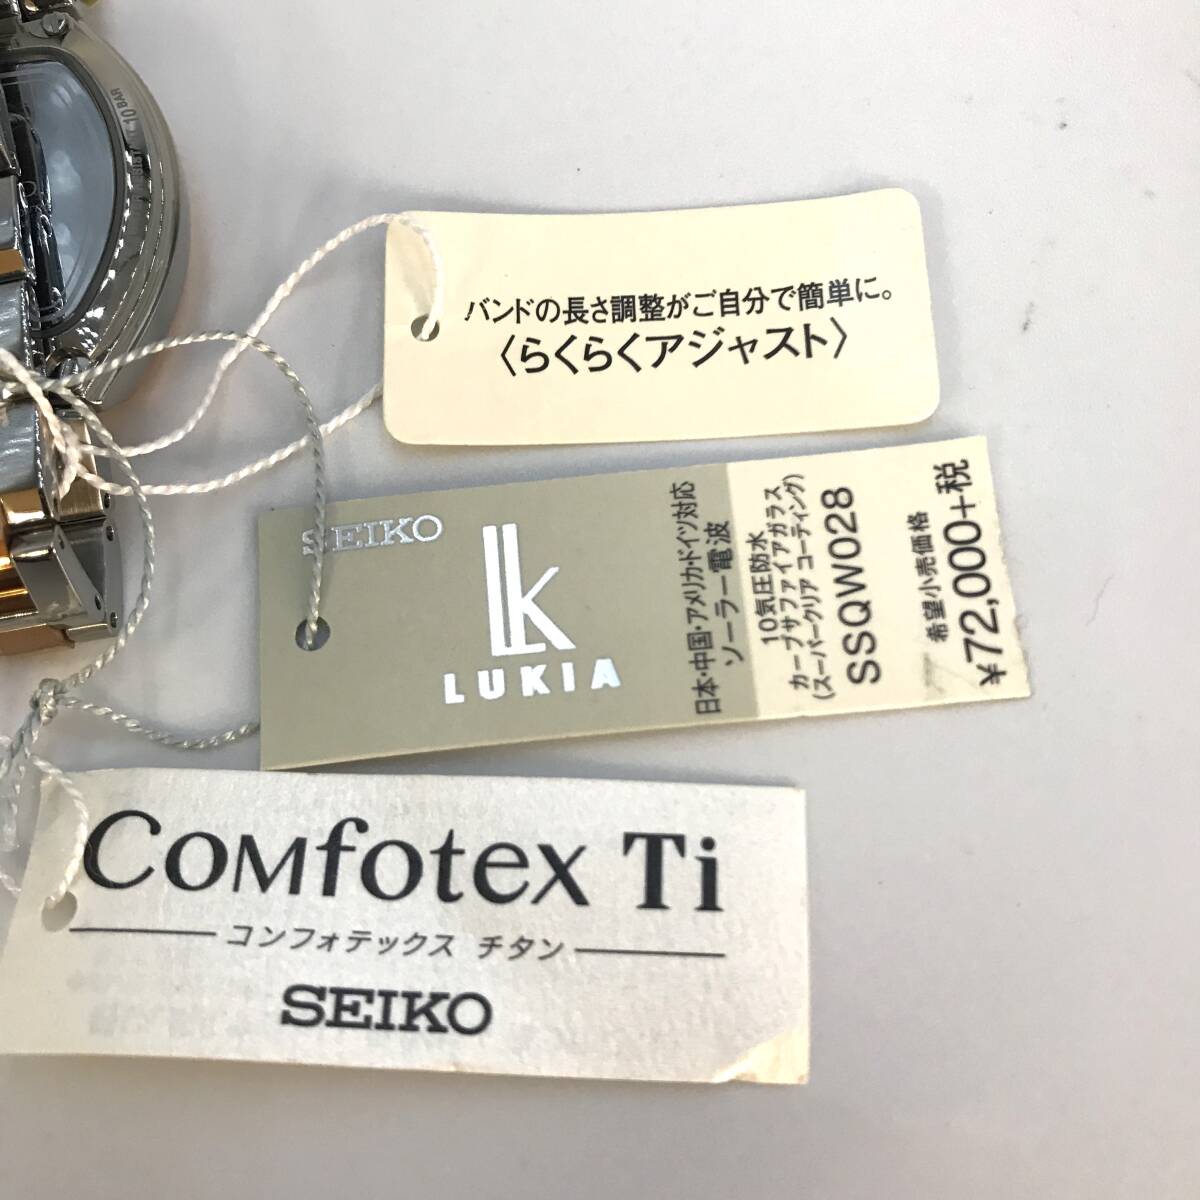 10 BAR
バンドの長さ調整がご自分で簡単に。
〈らくらくアジャスト〉
SEIKO
LK
LUKIA
日本・中国・アメリカ・ドイツ対応
ソーラー電波
10気圧防水
カーブサファイアガラス
(スーパークリア コーティング)
SSQW028
希望小売価格
¥72,000+税
COMfoteX Ti
コンフォテックス チタン
SEIKO